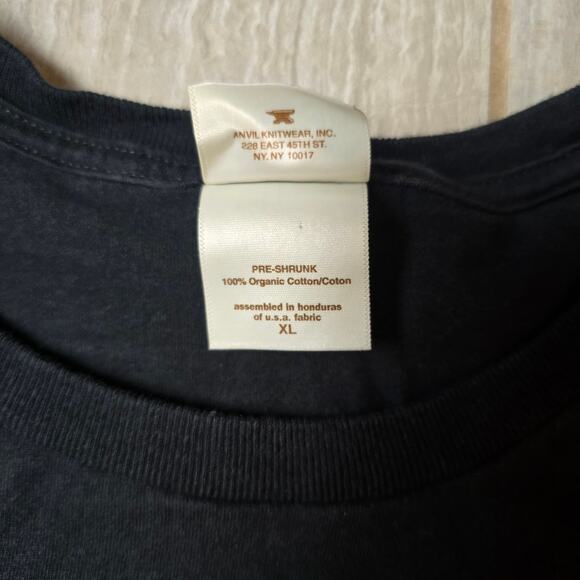 ANVIL KNITWEAR, INC.
228 EAST 45TH ST.
NY. NY 10017
PRE-SHRUNK
100% Organic Cotton/Coton
assembled in honduras
of u.s.a. fabric
XL